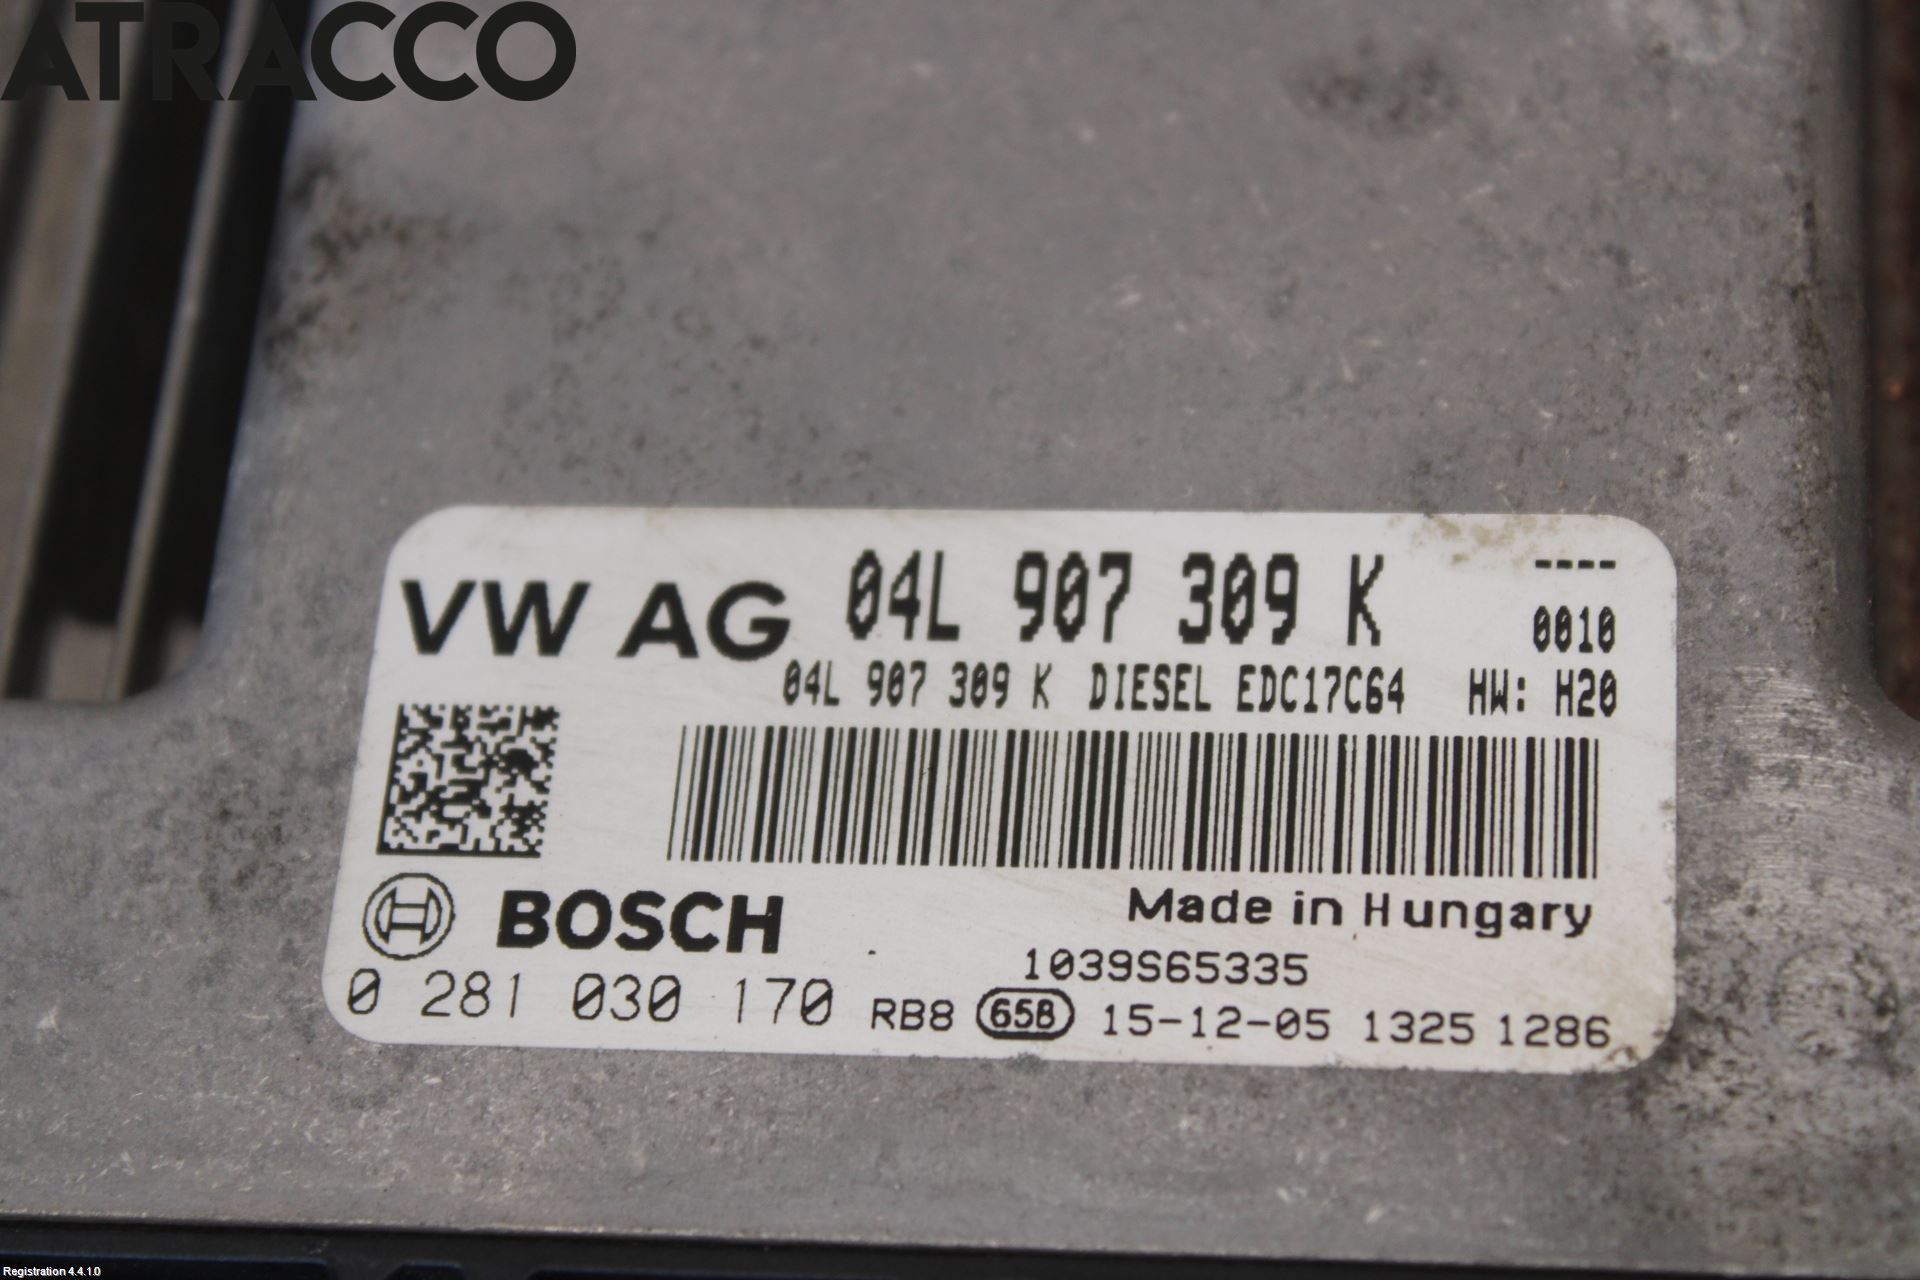 ATRACCO
VW AG 04L 907 309 K ----
0010
04L 907 309 K DIESEL EDC17C64 HW: H20
BOSCH Made in Hungary
1039S65335
0 281 030 170 RB8 65B 15-12-05 1325 1286
Registration 4.4.1.0